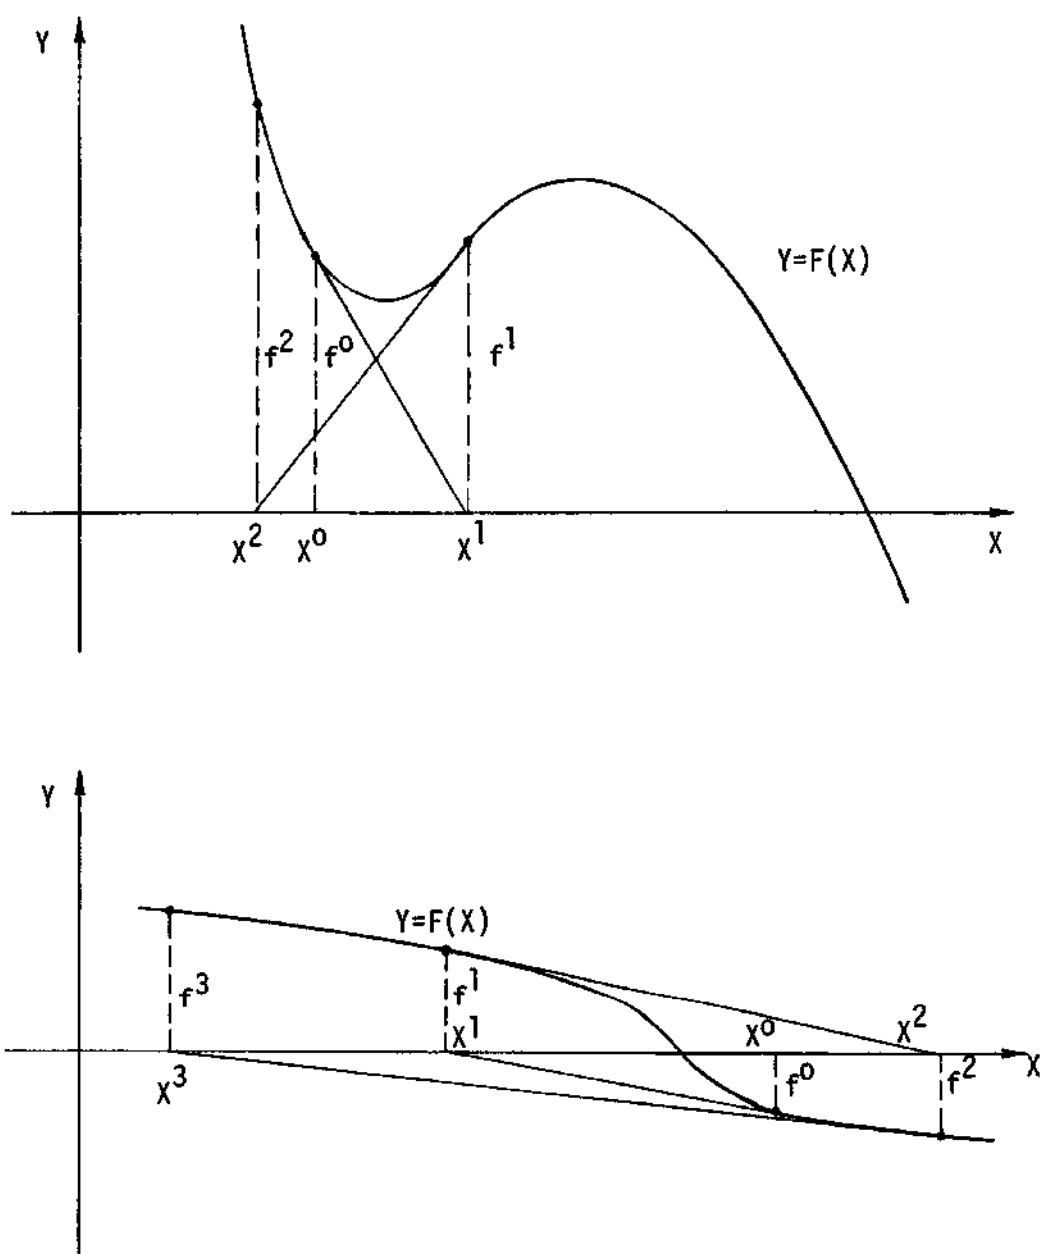 Y
Y=F(X)
f² f⁰ f¹
X² X⁰ X¹
X
Y
Y=F(X)
f³ f¹
X¹ X⁰ X²
X³ f⁰ f² X